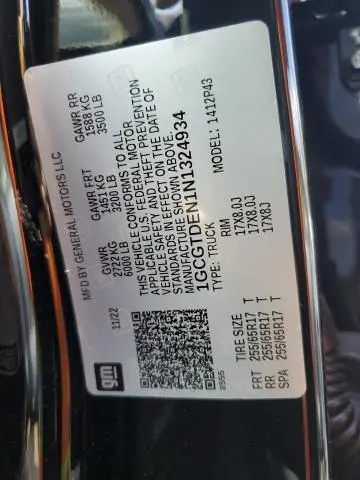 MFD BY GENERAL MOTORS LLC
11/22
GVWR
2722 KG
6000 LB
GAWR FRT
1451 KG
3200 LB
GAWR RR
1588 KG
3500 LB
THIS VEHICLE CONFORMS TO ALL
APPLICABLE U.S. FEDERAL MOTOR
VEHICLE SAFETY, AND THEFT PREVENTION
STANDARDS IN EFFECT ON THE DATE OF
MANUFACTURE SHOWN ABOVE.
1GCGTDEN1N1324934
TYPE: TRUCK
MODEL: 1412P43
gm
8555
TIRE SIZE
RIM
FRT 255/65R17 T 17X8.0J
RR 255/65R17 T 17X8.0J
SPA 255/65R17 T 17X8J